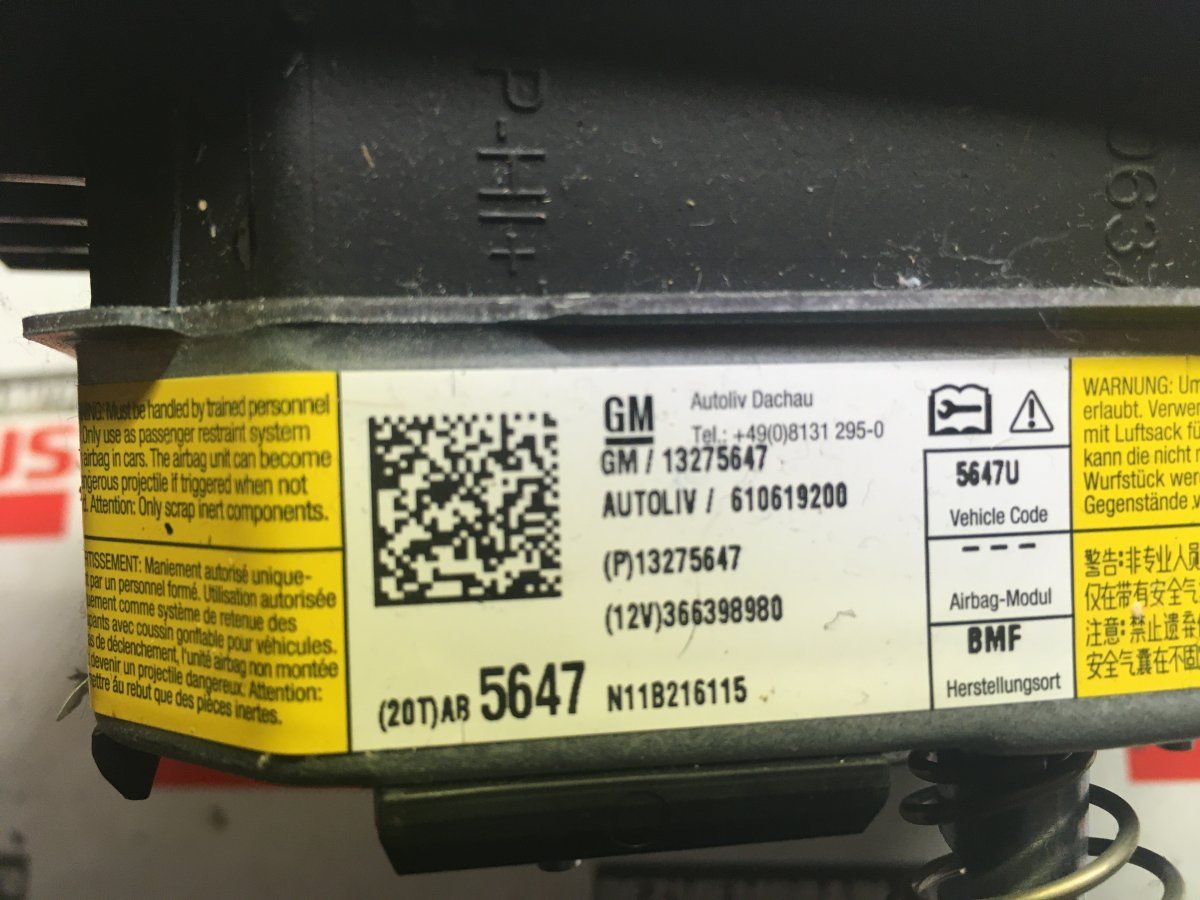 P-HI+
063
US
NING: Must be handled by trained personnel
Only use as passenger restraint system
airbag in cars. The airbag unit can become
ngerous projectile if triggered when not
d. Attention: Only scrap inert components.
RTISSEMENT: Maniement autorisé unique-
t par un personnel formé. Utilisation autorisée
uement comme système de retenue des
pants avec coussin gonflable pour véhicules.
as de déclenchement, l'unité airbag non montée
devenir un projectile dangereux. Attention:
ettre au rebut que des pièces inertes.
GM
Autoliv Dachau
Tel.: +49(0)8131 295-0
GM / 13275647
AUTOLIV / 610619200
(P)13275647
(12V)366398980
(20T)AB 5647 N11B216115
5647U
Vehicle Code
---
Airbag-Modul
BMF
Herstellungsort
WARNUNG: Um
erlaubt. Verwe
mit Luftsack fü
kann die nicht
Wurfstück wer
Gegenstände
警告:非专业人员
仅在带有安全气
注意:禁止遗弃
安全气囊在不固